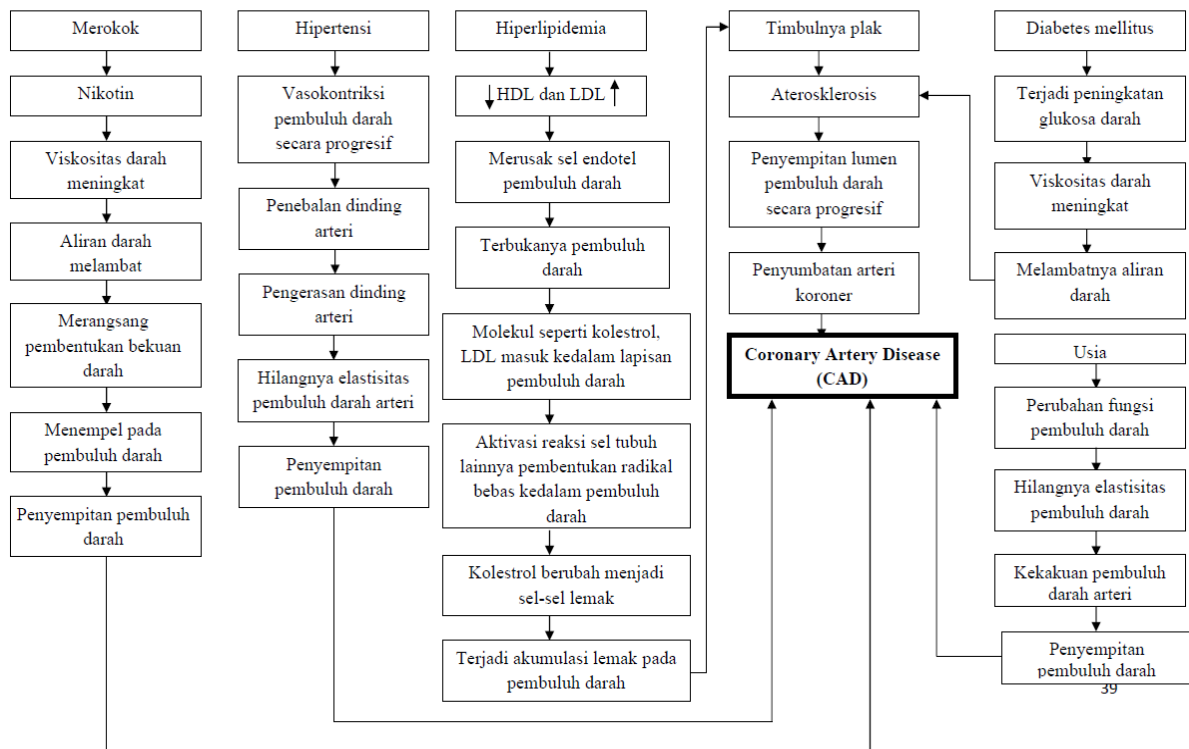 Merokok
Nikotin
Viskositas darah
meningkat
Aliran darah
melambat
Merangsang
pembentukan bekuan
darah
Menempel pada
pembuluh darah
Penyempitan pembuluh
darah
Hipertensi
Vasokontriksi
pembuluh darah
secara progresif
Penebalan dinding
arteri
Pengerasan dinding
arteri
Hilangnya elastisitas
pembuluh darah arteri
Penyempitan
pembuluh darah
Hiperlipidemia
↓ HDL dan LDL ↑
Merusak sel endotel
pembuluh darah
Terbukanya pembuluh
darah
Molekul seperti kolestrol,
LDL masuk kedalam lapisan
pembuluh darah
Aktivasi reaksi sel tubuh
lainnya pembentukan radikal
bebas kedalam pembuluh
darah
Kolestrol berubah menjadi
sel-sel lemak
Terjadi akumulasi lemak pada
pembuluh darah
Timbulnya plak
Aterosklerosis
Penyempitan lumen
pembuluh darah
secara progresif
Penyumbatan arteri
koroner
Coronary Artery Disease
(CAD)
Diabetes mellitus
Terjadi peningkatan
glukosa darah
Viskositas darah
meningkat
Melambatnya aliran
darah
Usia
Perubahan fungsi
pembuluh darah
Hilangnya elastisitas
pembuluh darah
Kekakuan pembuluh
darah arteri
Penyempitan
pembuluh darah
39